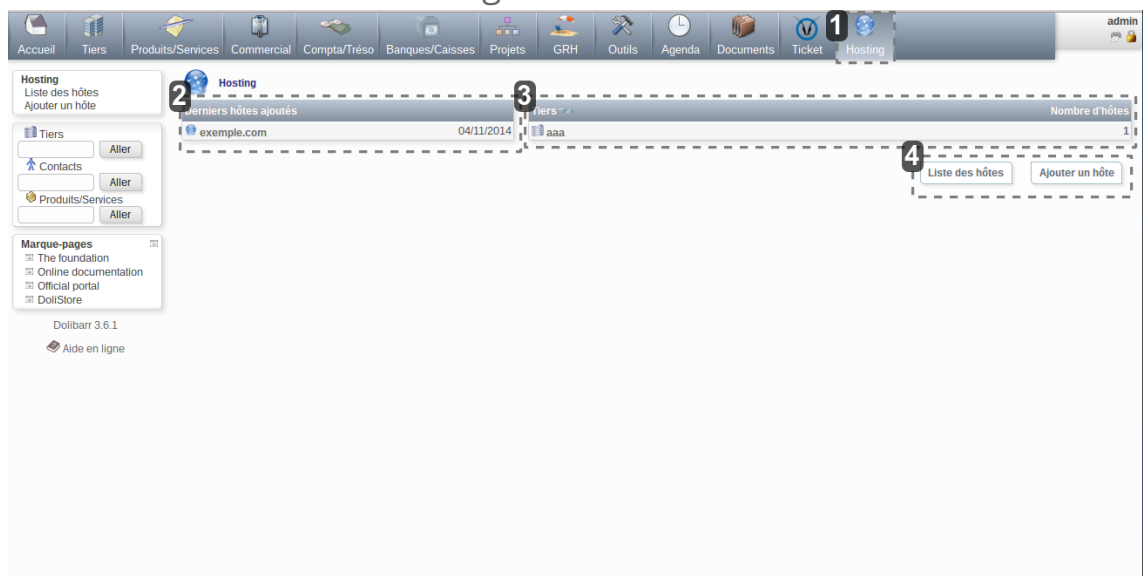 Accueil Tiers Produits/Services Commercial Compta/Tréso Banques/Caisses Projets GRH Outils Agenda Documents Ticket Hosting
1
admin
Hosting
Liste des hôtes
Ajouter un hôte
Tiers
Aller
Contacts
Aller
Produits/Services
Aller
Marque-pages
The foundation
Online documentation
Official portal
DoliStore
Dolibarr 3.6.1
Aide en ligne
Hosting
2
Derniers hôtes ajoutés
exemple.com 04/11/2014
3
Tiers Nombre d'hôtes
aaa 1
4
Liste des hôtes Ajouter un hôte